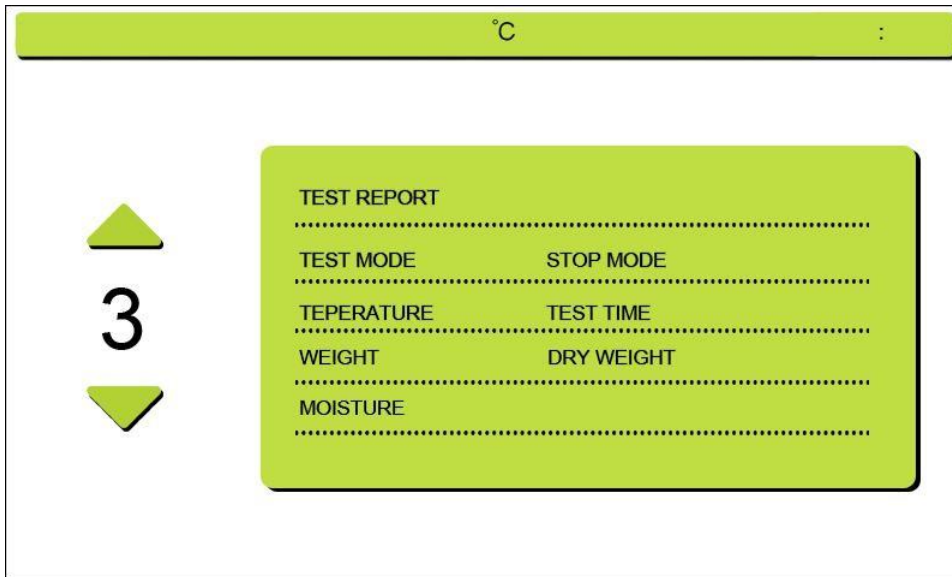 °C :
TEST REPORT
TEST MODE STOP MODE
TEPERATURE TEST TIME
WEIGHT DRY WEIGHT
MOISTURE
3